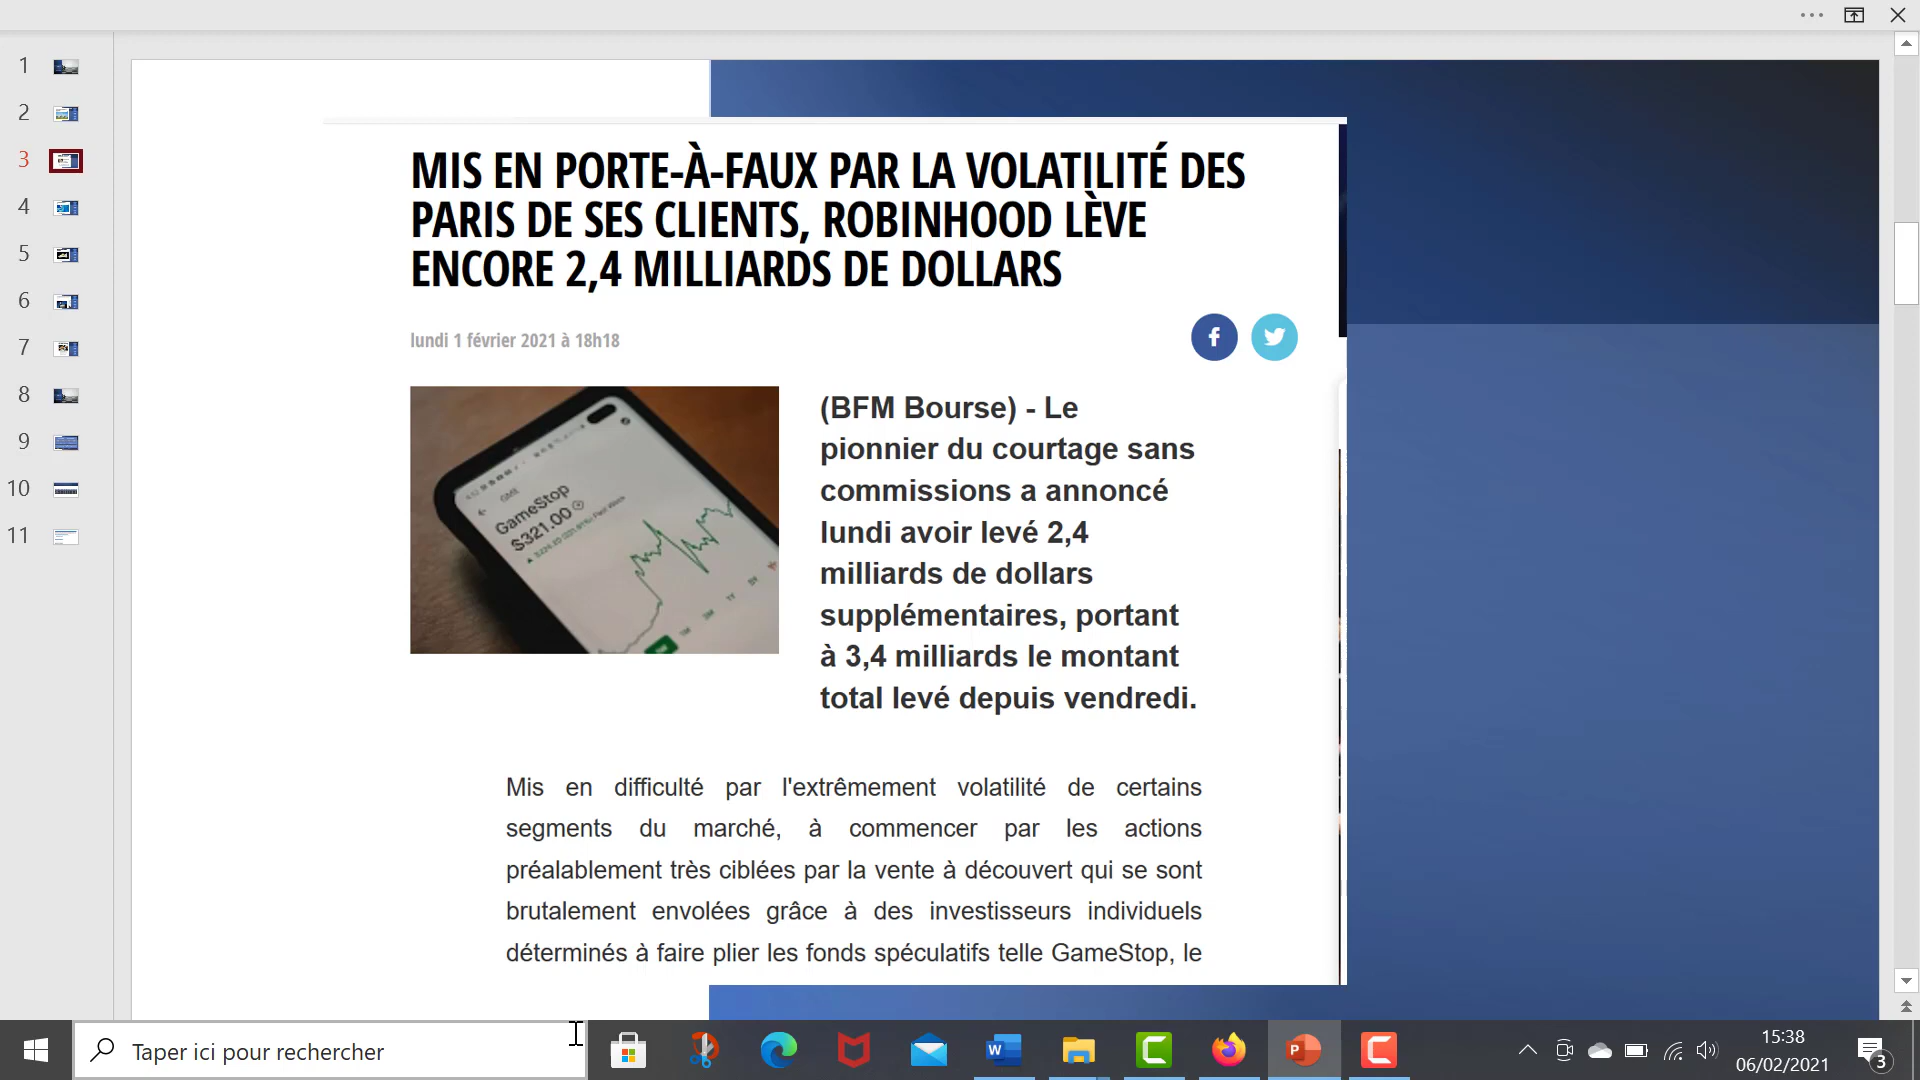 1
2
3
4
5
6
7
8
9
10
11
MIS EN PORTE-À-FAUX PAR LA VOLATILITÉ DES
PARIS DE SES CLIENTS, ROBINHOOD LÈVE
ENCORE 2,4 MILLIARDS DE DOLLARS
lundi 1 février 2021 à 18h18
GME
GameStop
$321.00
(BFM Bourse) - Le
pionnier du courtage sans
commissions a annoncé
lundi avoir levé 2,4
milliards de dollars
supplémentaires, portant
à 3,4 milliards le montant
total levé depuis vendredi.
Mis en difficulté par l'extrêmement volatilité de certains
segments du marché, à commencer par les actions
préalablement très ciblées par la vente à découvert qui se sont
brutalement envolées grâce à des investisseurs individuels
déterminés à faire plier les fonds spéculatifs telle GameStop, le
Taper ici pour rechercher
15:38
06/02/2021
3